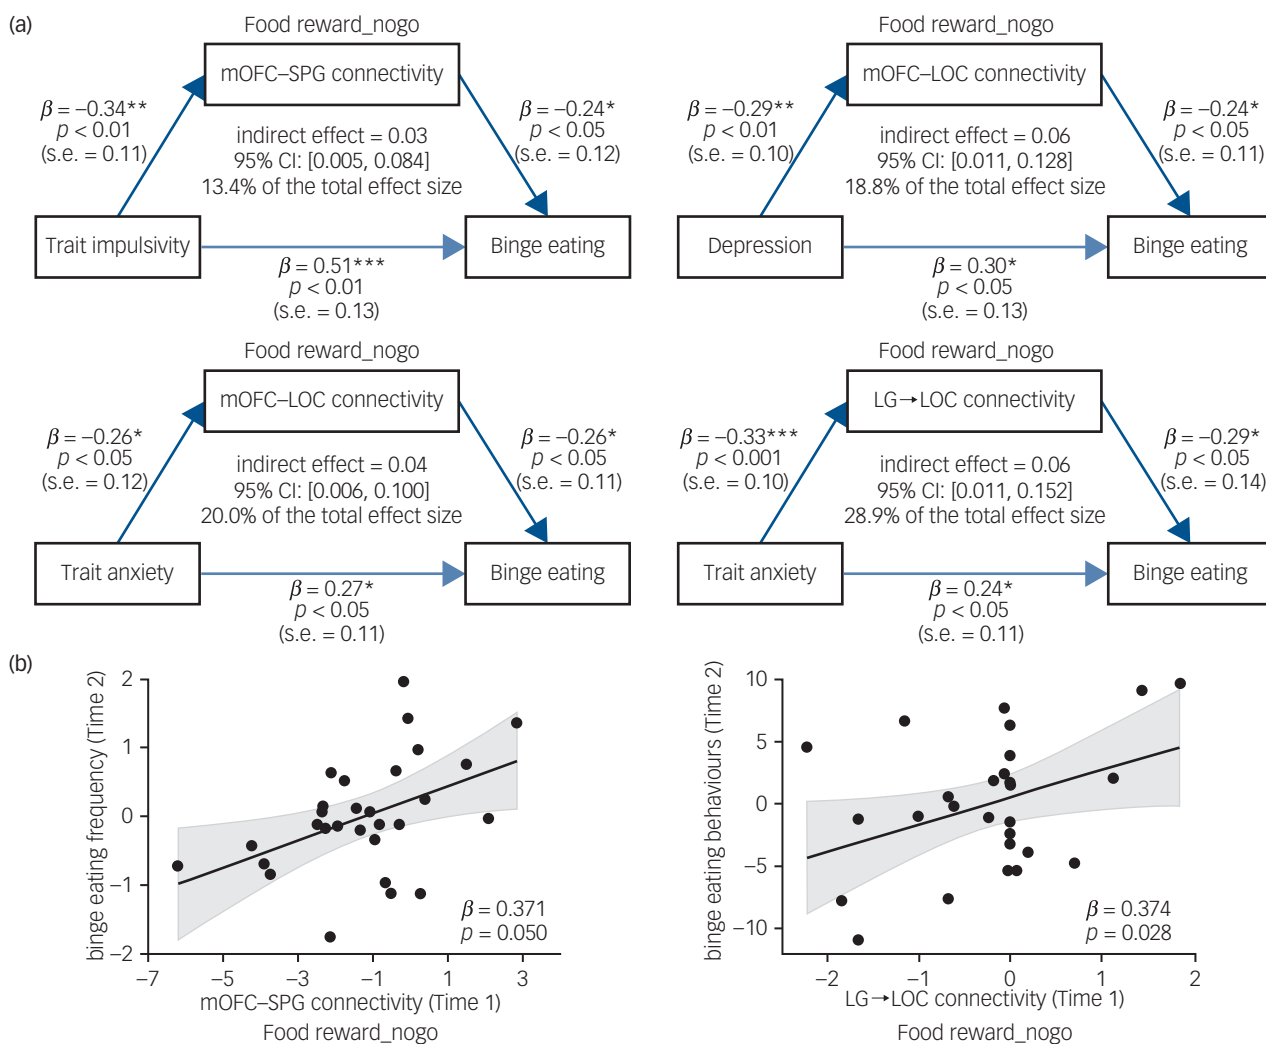 (a)
Food reward_nogo
mOFC–SPG connectivity
β = –0.34**
p < 0.01
(s.e. = 0.11)
β = –0.24*
p < 0.05
(s.e. = 0.12)
indirect effect = 0.03
95% CI: [0.005, 0.084]
13.4% of the total effect size
Trait impulsivity
Binge eating
β = 0.51***
p < 0.01
(s.e. = 0.13)
Food reward_nogo
mOFC–LOC connectivity
β = –0.29**
p < 0.01
(s.e. = 0.10)
β = –0.24*
p < 0.05
(s.e. = 0.11)
indirect effect = 0.06
95% CI: [0.011, 0.128]
18.8% of the total effect size
Depression
Binge eating
β = 0.30*
p < 0.05
(s.e. = 0.13)
Food reward_nogo
mOFC–LOC connectivity
β = –0.26*
p < 0.05
(s.e. = 0.12)
β = –0.26*
p < 0.05
(s.e. = 0.11)
indirect effect = 0.04
95% CI: [0.006, 0.100]
20.0% of the total effect size
Trait anxiety
Binge eating
β = 0.27*
p < 0.05
(s.e. = 0.11)
Food reward_nogo
LG→LOC connectivity
β = –0.33***
p < 0.001
(s.e. = 0.10)
β = –0.29*
p < 0.05
(s.e. = 0.14)
indirect effect = 0.06
95% CI: [0.011, 0.152]
28.9% of the total effect size
Trait anxiety
Binge eating
β = 0.24*
p < 0.05
(s.e. = 0.11)
(b)
binge eating frequency (Time 2)
2
1
0
–1
–2
β = 0.371
p = 0.050
–7 –5 –3 –1 1 3
mOFC–SPG connectivity (Time 1)
Food reward_nogo
binge eating behaviours (Time 2)
10
5
0
–5
–10
β = 0.374
p = 0.028
–2 –1 0 1 2
LG→LOC connectivity (Time 1)
Food reward_nogo